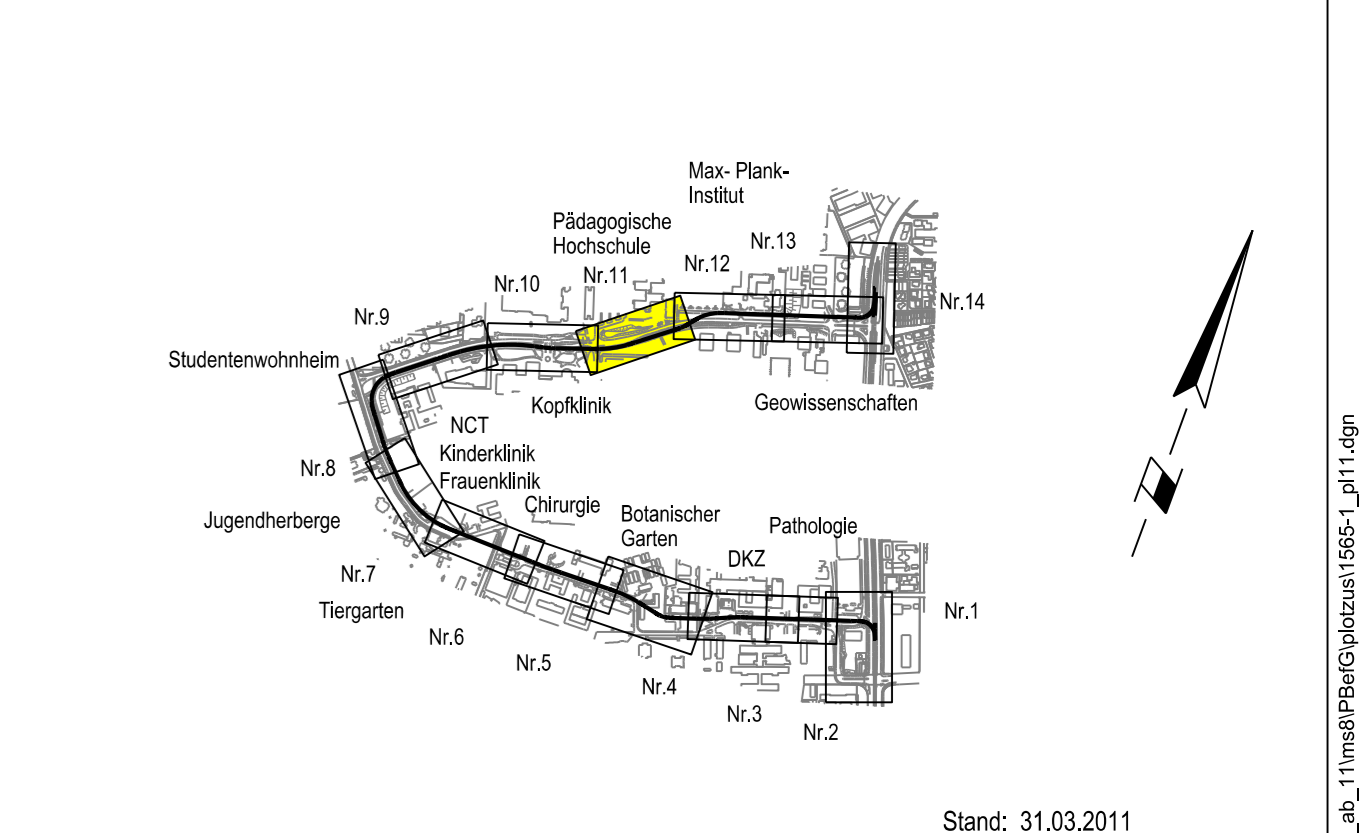 Max- Plank-
Institut
Pädagogische
Hochschule
Nr.13
Nr.12
Nr.11
Nr.10
Nr.14
Nr.9
Studentenwohnheim
Kopfklinik
Geowissenschaften
NCT
Kinderklinik
Frauenklinik
Nr.8
Chirurgie
Jugendherberge
Botanischer
Garten
Pathologie
DKZ
Nr.7
Tiergarten
Nr.1
Nr.6
Nr.5
Nr.4
Nr.3
Nr.2
Stand: 31.03.2011
_ab_11\ms8\PBefG\plotzus\1565-1_pl11.dgn